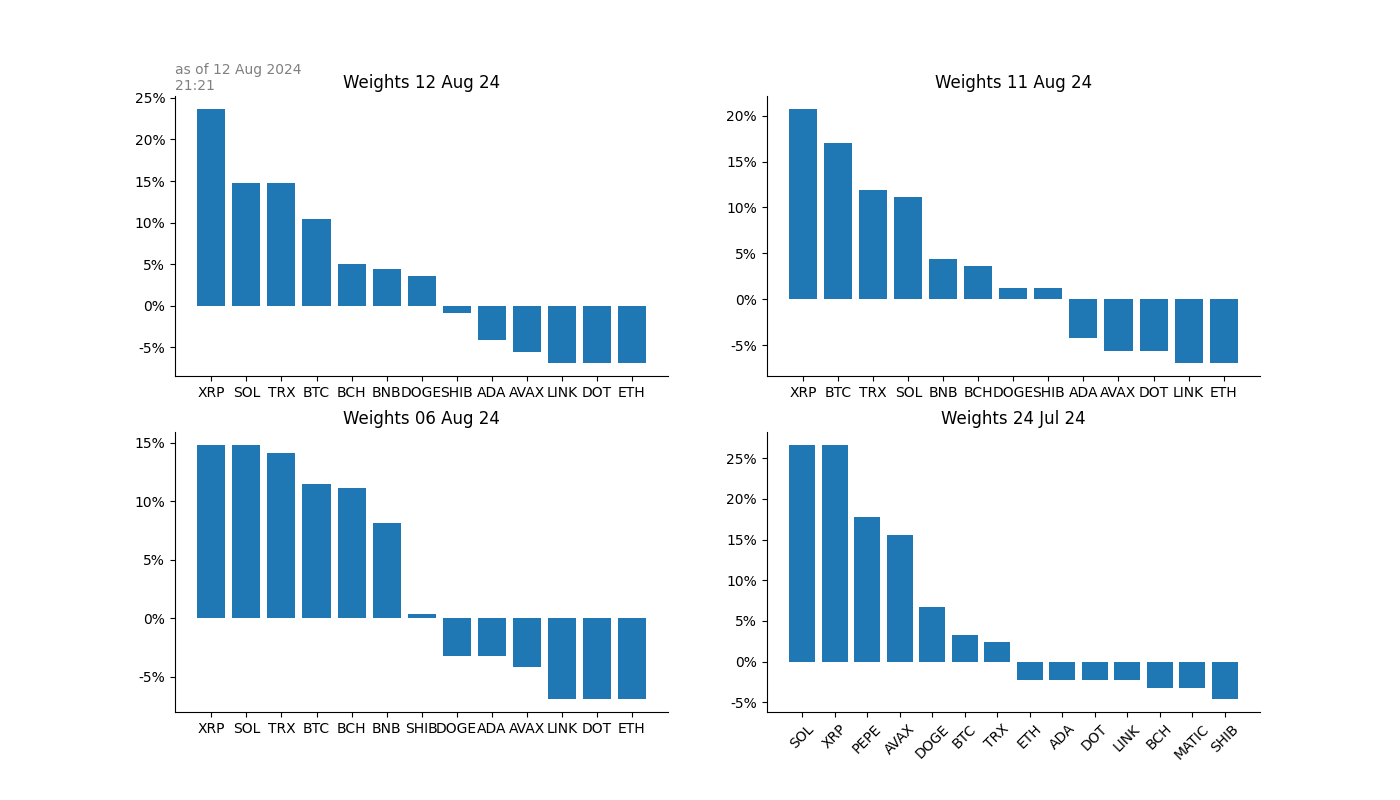 as of 12 Aug 2024
21:21
Weights 12 Aug 24
25%
20%
15%
10%
5%
0%
-5%
XRP SOL TRX BTC BCH BNB DOGE SHIB ADA AVAX LINK DOT ETH
Weights 11 Aug 24
20%
15%
10%
5%
0%
-5%
XRP BTC TRX SOL BNB BCH DOGE SHIB ADA AVAX DOT LINK ETH
Weights 06 Aug 24
15%
10%
5%
0%
-5%
XRP SOL TRX BTC BCH BNB SHIB DOGE ADA AVAX LINK DOT ETH
Weights 24 Jul 24
25%
20%
15%
10%
5%
0%
-5%
SOL XRP PEPE AVAX DOGE BTC TRX ETH ADA DOT LINK BCH MATIC SHIB